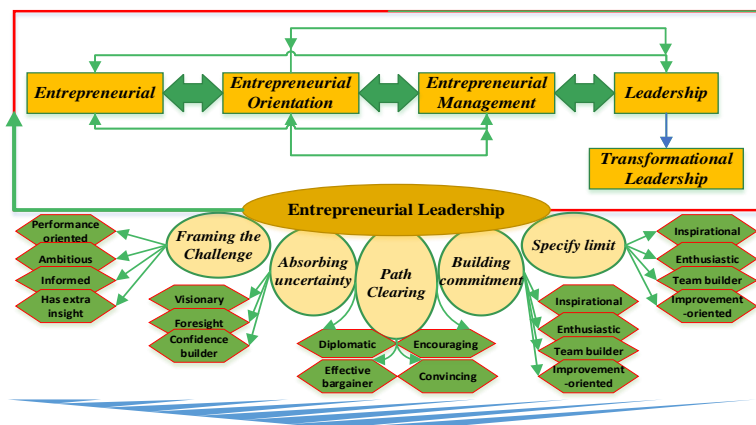 Entrepreneurial
Entrepreneurial
Orientation
Entrepreneurial
Management
Leadership
Transformational
Leadership
Entrepreneurial Leadership
Framing the
Challenge
Absorbing
uncertainty
Path
Clearing
Building
commitment
Specify limit
Performance
oriented
Ambitious
Informed
Has extra
insight
Visionary
Foresight
Confidence
builder
Diplomatic
Effective
bargainer
Encouraging
Convincing
Inspirational
Enthusiastic
Team builder
Improvement
-oriented
Inspirational
Enthusiastic
Team builder
Improvement
-oriented